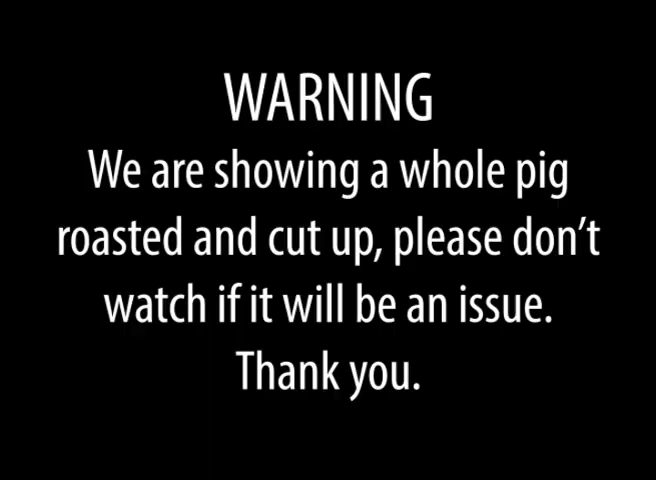 WARNING
We are showing a whole pig
roasted and cut up, please don’t
watch if it will be an issue.
Thank you.